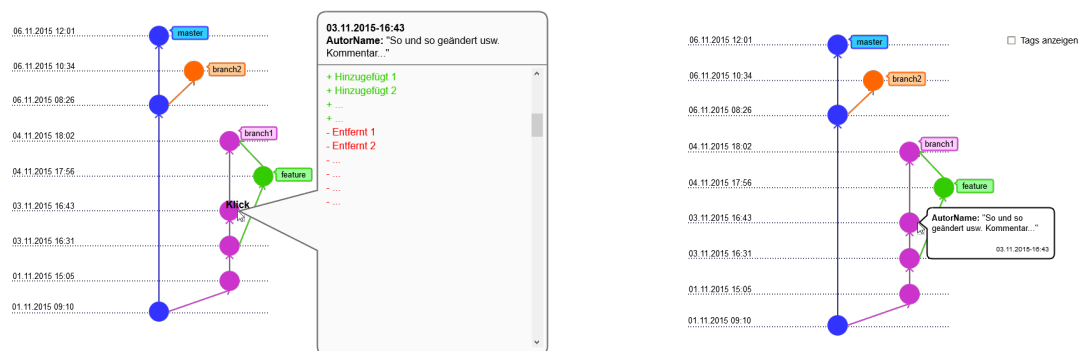 06.11.2015 12:01
master
06.11.2015 10:34
branch2
06.11.2015 08:26
04.11.2015 18:02
branch1
04.11.2015 17:56
feature
03.11.2015 16:43
Klick
03.11.2015 16:31
01.11.2015 15:05
01.11.2015 09:10
03.11.2015-16:43
AutorName: "So und so geändert usw.
Kommentar..."
+ Hinzugefügt 1
+ Hinzugefügt 2
+ ...
+ ...
- Entfernt 1
- Entfernt 2
- ...
- ...
- ...
- ...
06.11.2015 12:01
master
Tags anzeigen
06.11.2015 10:34
branch2
06.11.2015 08:26
04.11.2015 18:02
branch1
04.11.2015 17:56
feature
03.11.2015 16:43
AutorName: "So und so
geändert usw. Kommentar..."
03.11.2015-16:43
03.11.2015 16:31
01.11.2015 15:05
01.11.2015 09:10